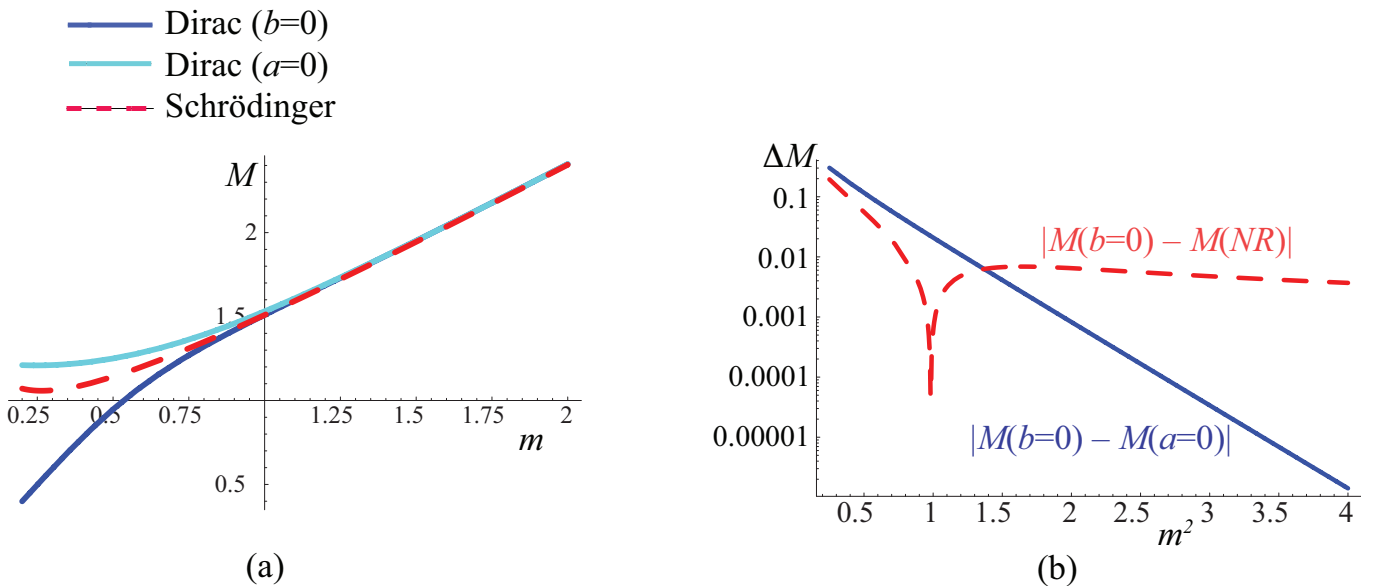 Dirac (b=0)
Dirac (a=0)
Schrödinger
M
2
1.5
0.25 0.5 0.75 1.25 1.5 1.75 2
m
0.5
(a)
ΔM
0.1
0.01
0.001
0.0001
0.00001
|M(b=0) – M(NR)|
|M(b=0) – M(a=0)|
0.5 1 1.5 2 2.5 3 3.5 4
m²
(b)